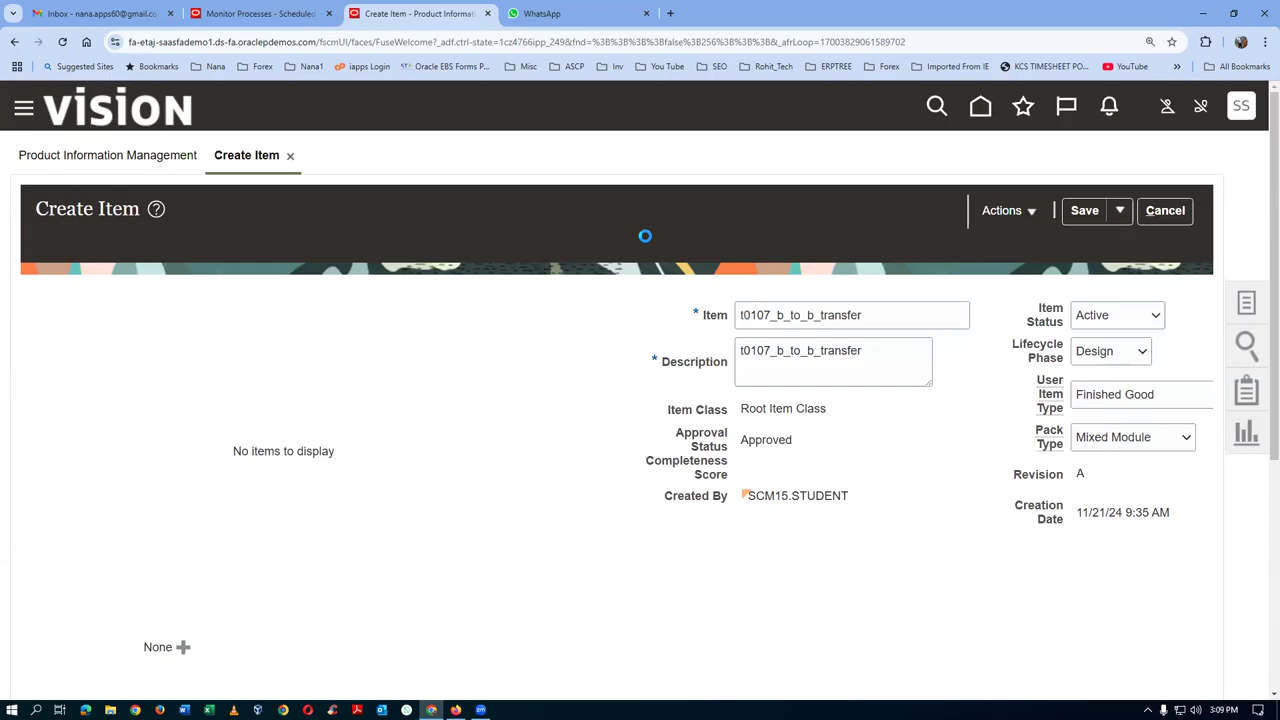 Inbox - nana.apps60@gmail.co
Monitor Processes - Scheduled
Create Item - Product Informati
WhatsApp
fa-etaj-saasfademo1.ds-fa.oraclepdemos.com/fscmUI/faces/FuseWelcome?_adf.ctrl-state=1cz4766ipp_249&fnd=%3B%3B%3B%3Bfalse%3B256%3B%3B%3B&_afrLoop=17003829061589702
Suggested Sites
Bookmarks
Nana
Forex
Nana1
iapps Login
Oracle EBS Forms P...
Misc
ASCP
Inv
You Tube
SEO
Rohit_Tech
ERPTREE
Forex
Imported From IE
KCS TIMESHEET PO...
YouTube
All Bookmarks
vision
SS
Product Information Management
Create Item
Create Item
Actions
Save
Cancel
* Item t0107_b_to_b_transfer
* Description t0107_b_to_b_transfer
Item Class Root Item Class
Approval Status Approved
Completeness Score
Created By SCM15.STUDENT
Item Status Active
Lifecycle Phase Design
User Item Type Finished Good
Pack Type Mixed Module
Revision A
Creation Date 11/21/24 9:35 AM
No items to display
None
3:09 PM